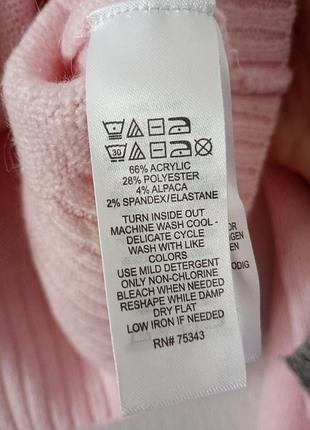 30
66% ACRYLIC
28% POLYESTER
4% ALPACA
2% SPANDEX/ELASTANE
TURN INSIDE OUT
MACHINE WASH COOL -
DELICATE CYCLE
WASH WITH LIKE
COLORS
USE MILD DETERGENT
ONLY NON-CHLORINE
BLEACH WHEN NEEDED
RESHAPE WHILE DAMP
DRY FLAT
LOW IRON IF NEEDED
RN# 75343